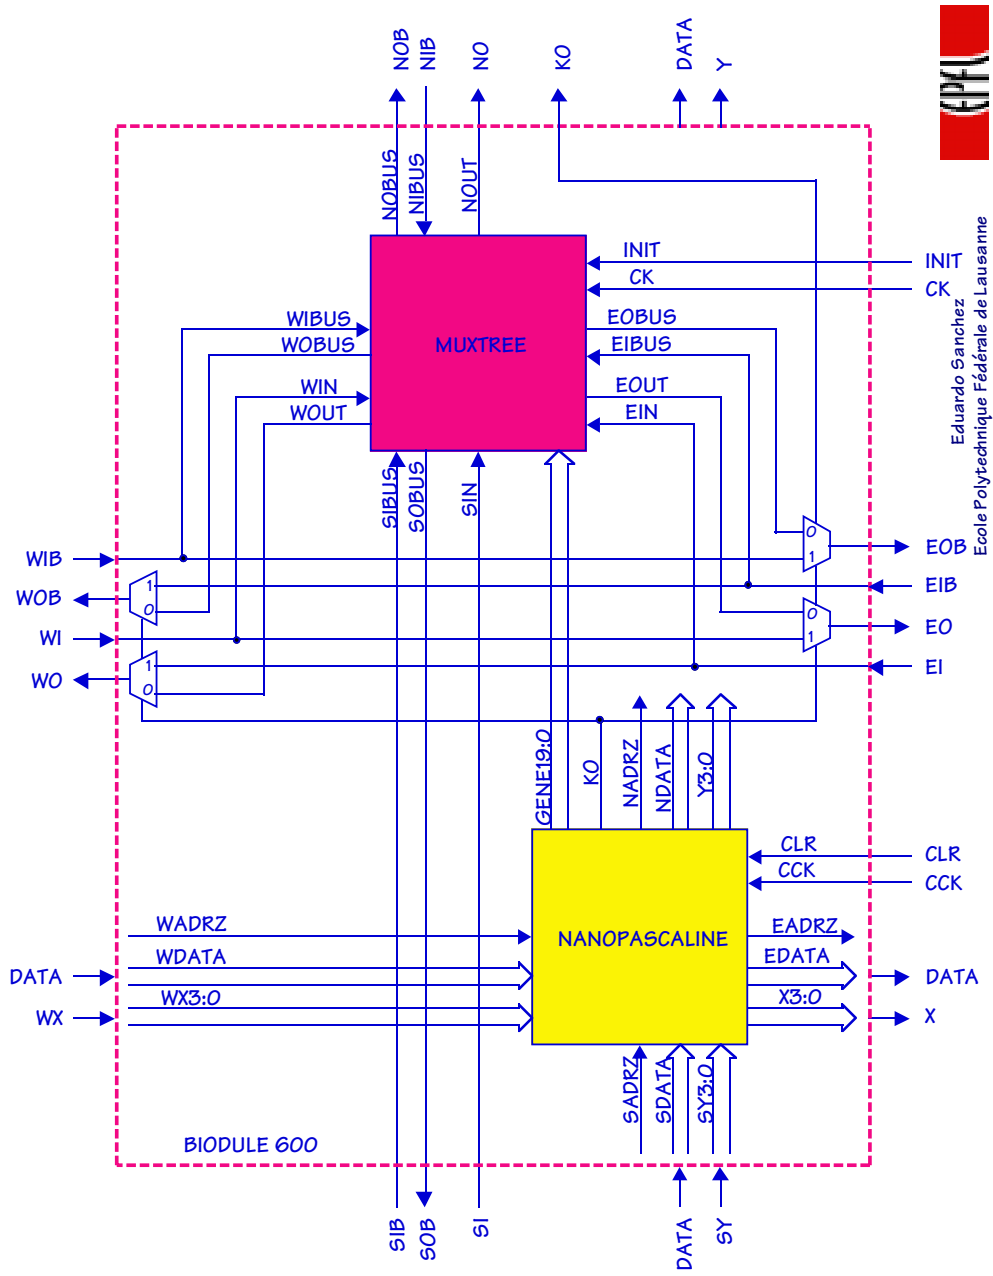 NOB
NIB
NO
KO
DATA
Y
EPFL
Eduardo Sanchez
Ecole Polytechnique Fédérale de Lausanne
NOBUS
NIBUS
NOUT
INIT
INIT
CK
CK
WIBUS
WOBUS
WIN
WOUT
MUXTREE
EOBUS
EIBUS
EOUT
EIN
SIBUS
SOBUS
SIN
WIB
WOB
WI
WO
1
0
1
0
0
1
0
1
EOB
EIB
EO
EI
GENE19:0
KO
NADRZ
NDATA
Y3:0
CLR
CLR
CCK
CCK
WADRZ
WDATA
WX3:0
NANOPASCALINE
EADRZ
EDATA
X3:0
DATA
WX
DATA
X
SADRZ
SDATA
SY3:0
BIODULE 600
SIB
SOB
SI
DATA
SY